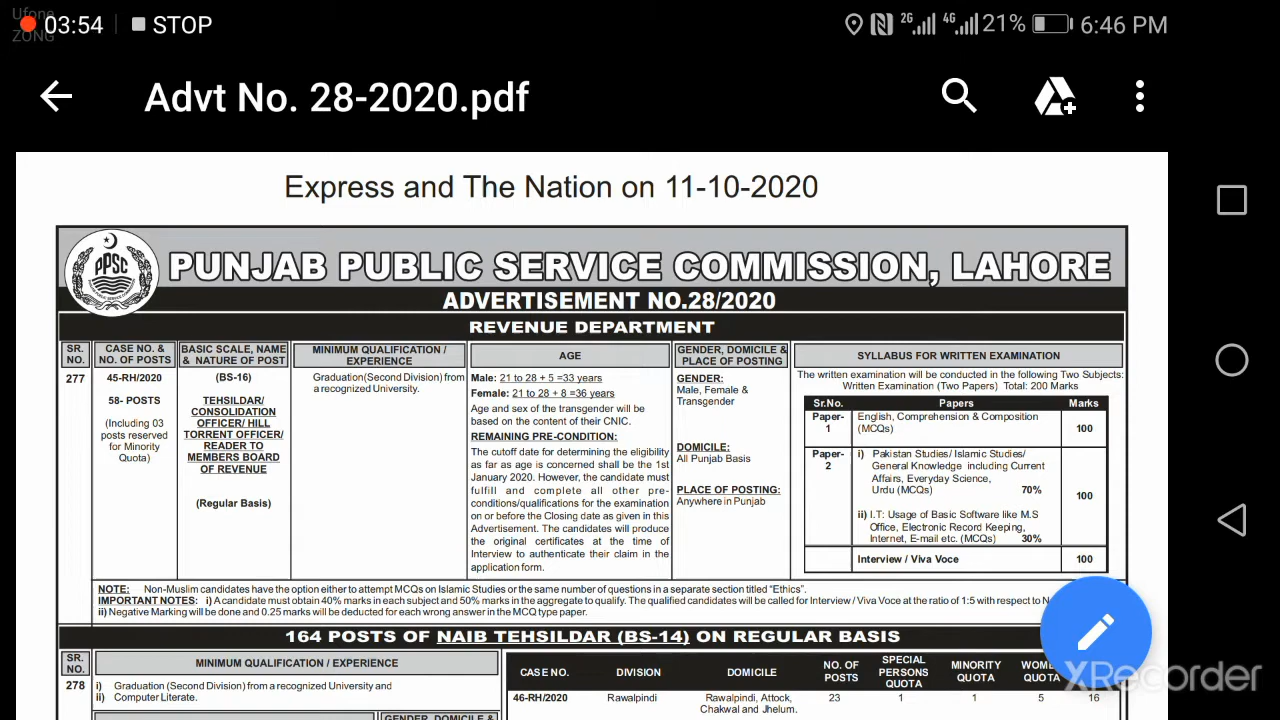 Ufone
ZONG
03:54 STOP
2G 4G 21% 6:46 PM
Advt No. 28-2020.pdf
Express and The Nation on 11-10-2020
PPSC
PUNJAB PUBLIC SERVICE COMMISSION, LAHORE
ADVERTISEMENT NO.28/2020
REVENUE DEPARTMENT
SR. NO.
CASE NO. & NO. OF POSTS
BASIC SCALE, NAME & NATURE OF POST
MINIMUM QUALIFICATION / EXPERIENCE
AGE
GENDER, DOMICILE & PLACE OF POSTING
SYLLABUS FOR WRITTEN EXAMINATION
277
45-RH/2020
58- POSTS
(Including 03
posts reserved
for Minority
Quota)
(BS-16)
TEHSILDAR/
CONSOLIDATION
OFFICER/ HILL
TORRENT OFFICER/
READER TO
MEMBERS BOARD
OF REVENUE
(Regular Basis)
Graduation(Second Division) from
a recognized University.
Male: 21 to 28 + 5 =33 years
Female: 21 to 28 + 8 =36 years
Age and sex of the transgender will be
based on the content of their CNIC.
REMAINING PRE-CONDITION:
The cutoff date for determining the eligibility
as far as age is concerned shall be the 1st
January 2020. However, the candidate must
fulfill and complete all other pre-
conditions/qualifications for the examination
on or before the Closing date as given in this
Advertisement. The candidates will produce
the original certificates at the time of
Interview to authenticate their claim in the
application form.
GENDER:
Male, Female &
Transgender
DOMICILE:
All Punjab Basis
PLACE OF POSTING:
Anywhere in Punjab
The written examination will be conducted in the following Two Subjects:
Written Examination (Two Papers) Total: 200 Marks
Sr.No. Papers Marks
Paper-1 English, Comprehension & Composition
(MCQs) 100
Paper-2 i) Pakistan Studies/ Islamic Studies/
General Knowledge including Current
Affairs, Everyday Science,
Urdu (MCQs) 70%
100
ii) I.T: Usage of Basic Software like M.S
Office, Electronic Record Keeping,
Internet, E-mail etc. (MCQs) 30%
Interview / Viva Voce 100
NOTE: Non-Muslim candidates have the option either to attempt MCQs on Islamic Studies or the same number of questions in a separate section titled "Ethics".
IMPORTANT NOTES: i) A candidate must obtain 40% marks in each subject and 50% marks in the aggregate to qualify. The qualified candidates will be called for Interview / Viva Voce at the ratio of 1:5 with respect to
ii) Negative Marking will be done and 0.25 marks will be deducted for each wrong answer in the MCQ type paper.
164 POSTS OF NAIB TEHSILDAR (BS-14) ON REGULAR BASIS
SR. NO.
MINIMUM QUALIFICATION / EXPERIENCE
278
i) Graduation (Second Division) from a recognized University and
ii) Computer Literate.
GENDER, DOMICILE &
CASE NO. DIVISION DOMICILE NO. OF POSTS SPECIAL PERSONS QUOTA MINORITY QUOTA QUOTA
46-RH/2020 Rawalpindi Rawalpindi, Attock, 23 1 1 5 16
Chakwal and Jhelum.
XRecorder